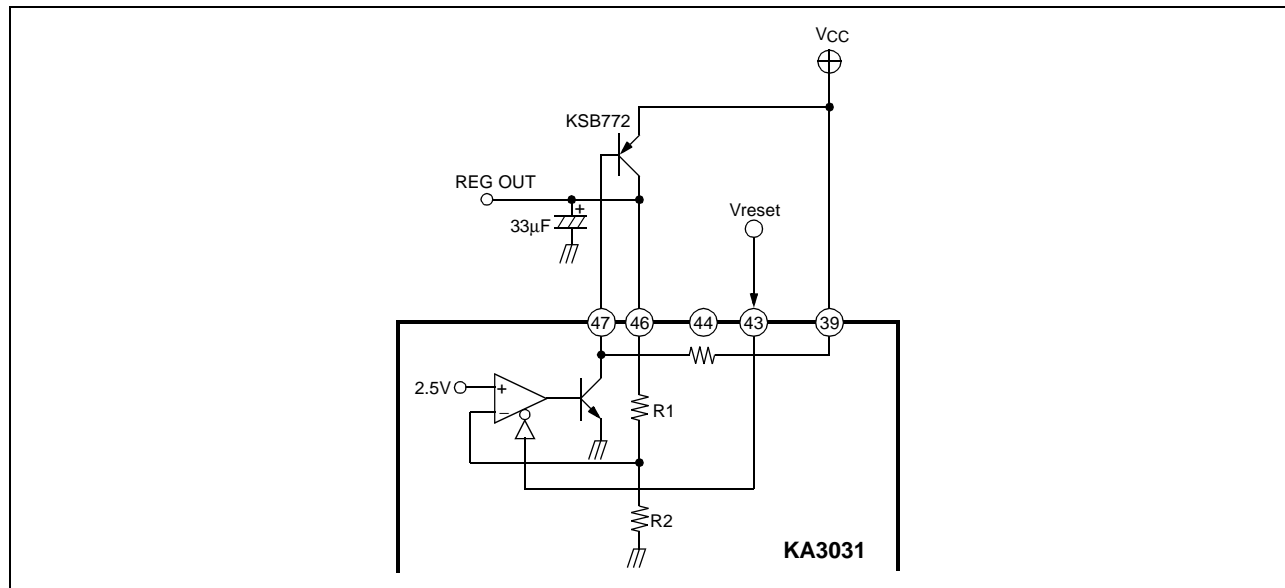 VCC
KSB772
REG OUT
+
33μF
Vreset
47
46
44
43
39
2.5V
+
−
R1
R2
KA3031